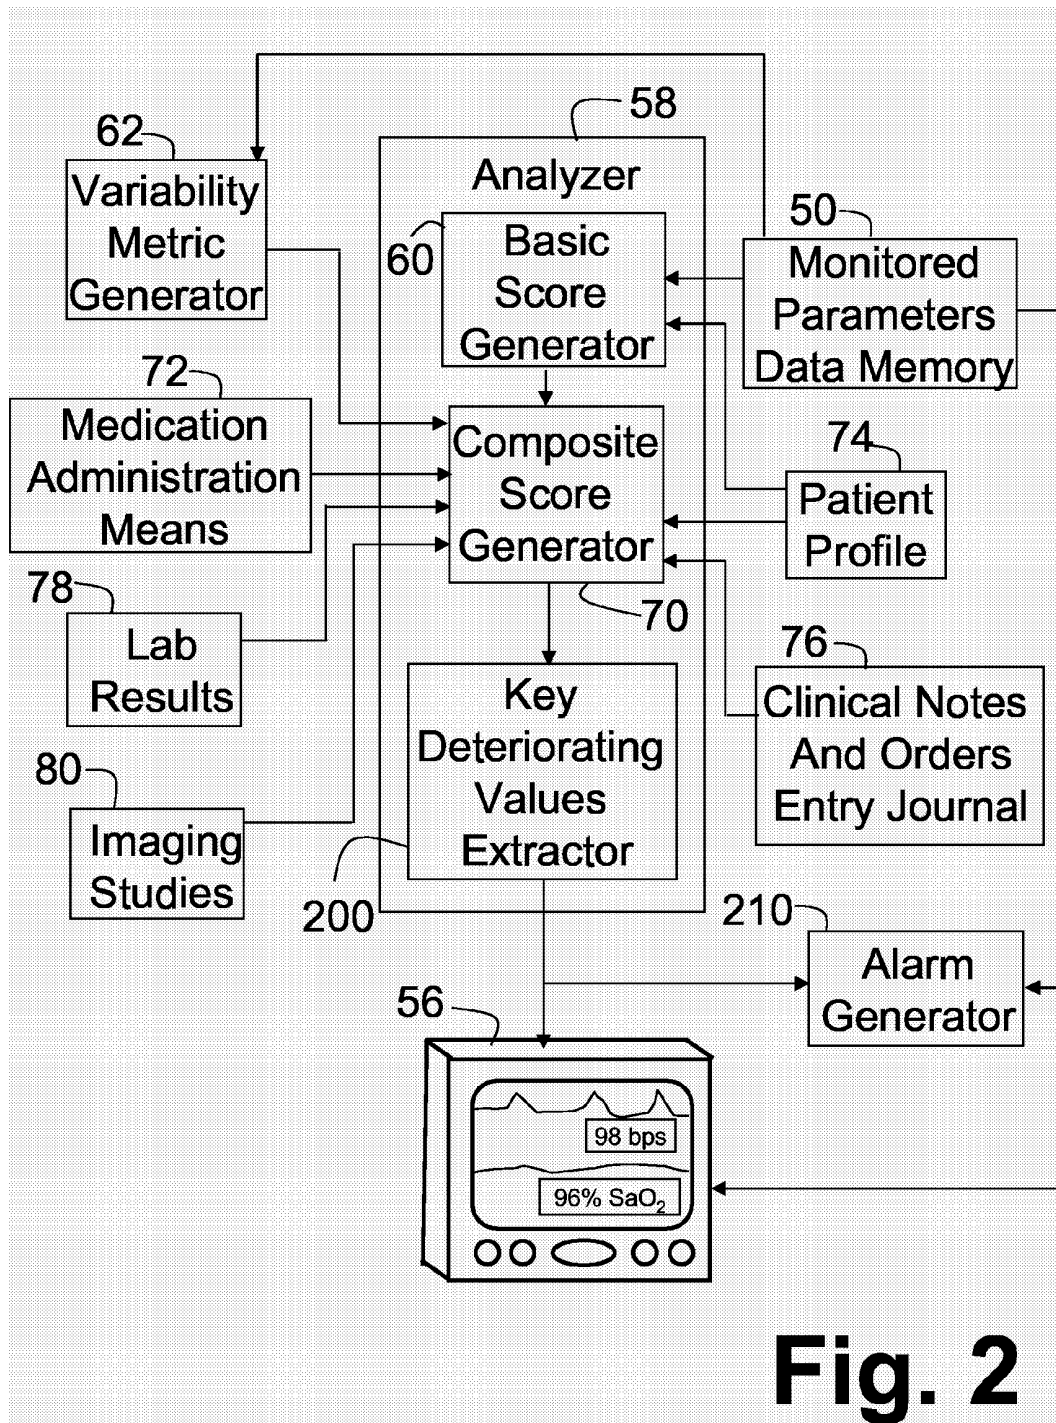 58
62
Variability
Metric
Generator
Analyzer
60
Basic
Score
Generator
50
Monitored
Parameters
Data Memory
72
Medication
Administration
Means
Composite
Score
Generator
70
74
Patient
Profile
78
Lab
Results
76
Clinical Notes
And Orders
Entry Journal
Key
Deteriorating
Values
Extractor
200
80
Imaging
Studies
210
Alarm
Generator
56
98 bps
96% SaO₂
Fig. 2